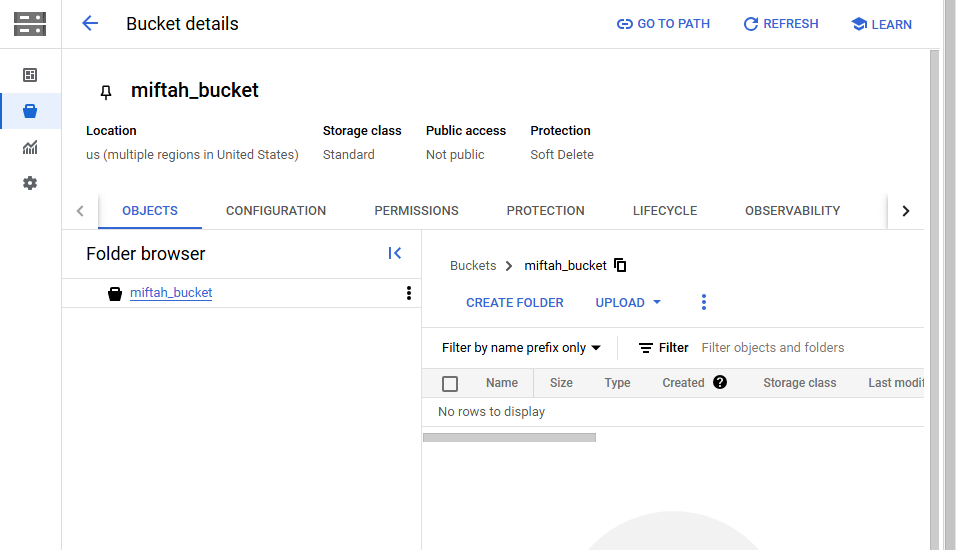 Bucket details
GO TO PATH
REFRESH
LEARN
miftah_bucket
Location
us (multiple regions in United States)
Storage class
Standard
Public access
Not public
Protection
Soft Delete
OBJECTS
CONFIGURATION
PERMISSIONS
PROTECTION
LIFECYCLE
OBSERVABILITY
Folder browser
miftah_bucket
Buckets > miftah_bucket
CREATE FOLDER
UPLOAD
Filter by name prefix only
Filter
Filter objects and folders
Name
Size
Type
Created
?
Storage class
Last modif
No rows to display